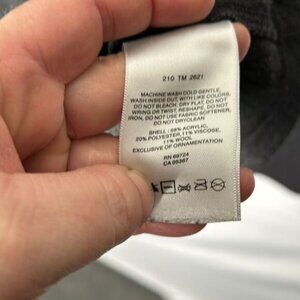 210 TM 2621
MACHINE WASH COLD GENTLE,
WASH INSIDE OUT, WITH LIKE COLORS,
DO NOT BLEACH, DRY FLAT, DO NOT
WRING OR TWIST, RESHAPE, DO NOT
IRON, DO NOT USE FABRIC SOFTENER,
DO NOT DRYCLEAN
SHELL : 58% ACRYLIC,
20% POLYESTER, 11% VISCOSE,
11% WOOL
EXCLUSIVE OF ORNAMENTATION
RN 69724
CA 05367